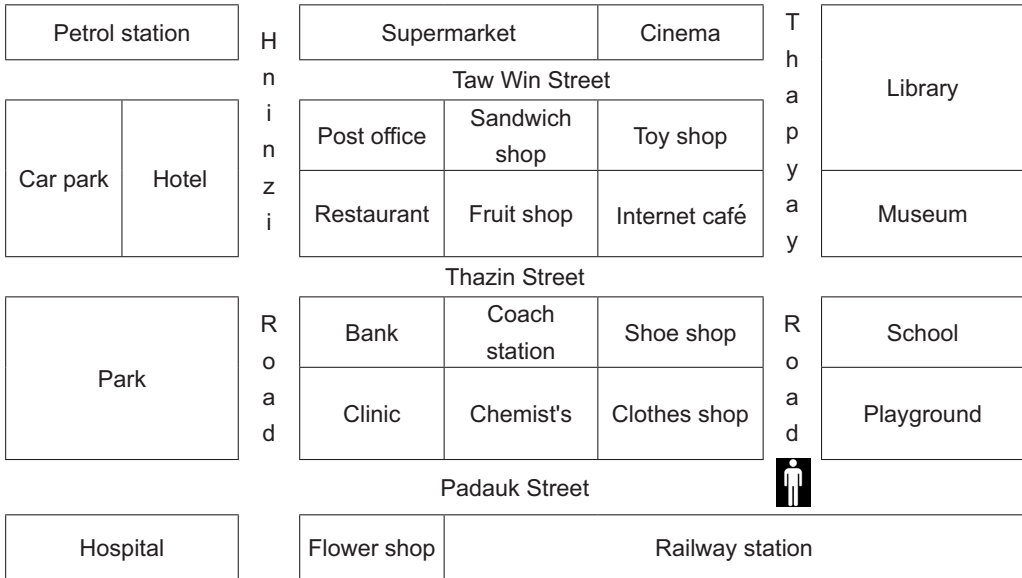 Petrol station
Supermarket
Cinema
Library
Hninzi Road
Thapyay Road
Taw Win Street
Car park
Hotel
Post office
Sandwich
shop
Toy shop
Restaurant
Fruit shop
Internet café
Museum
Thazin Street
Park
Bank
Coach
station
Shoe shop
School
Clinic
Chemist's
Clothes shop
Playground
Padauk Street
Hospital
Flower shop
Railway station